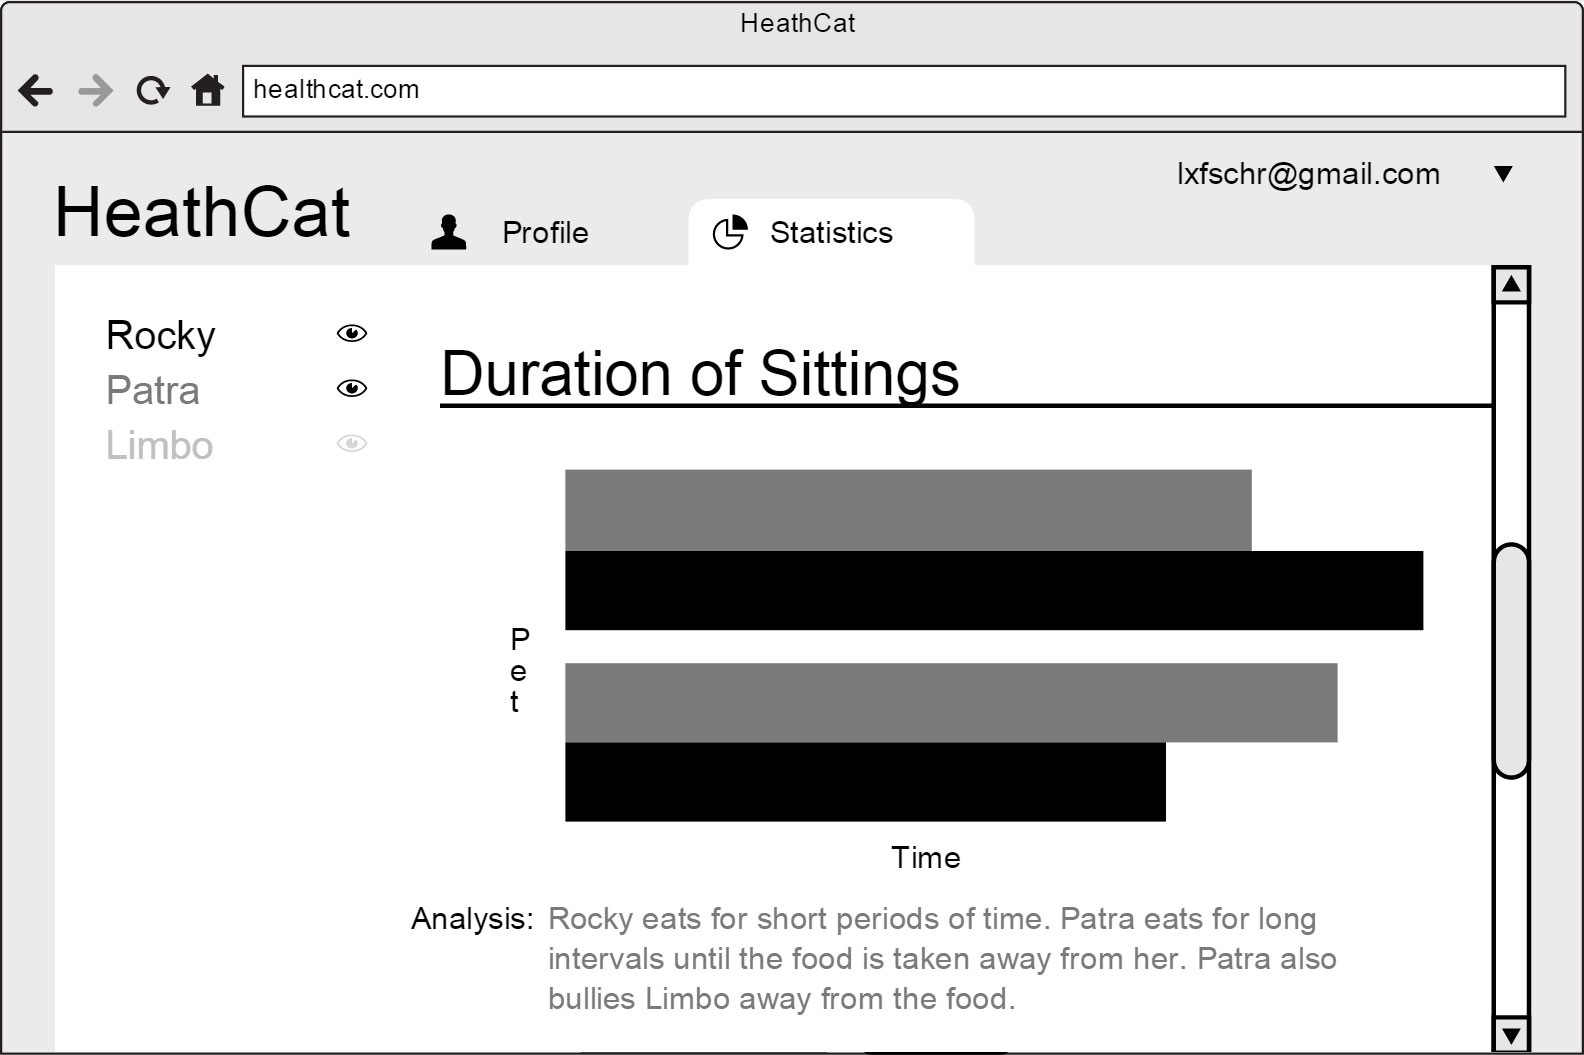 HeathCat
healthcat.com
lxfschr@gmail.com
HeathCat
Profile
Statistics
Rocky
Patra
Limbo
Duration of Sittings
Pet
Time
Analysis: Rocky eats for short periods of time. Patra eats for long
intervals until the food is taken away from her. Patra also
bullies Limbo away from the food.